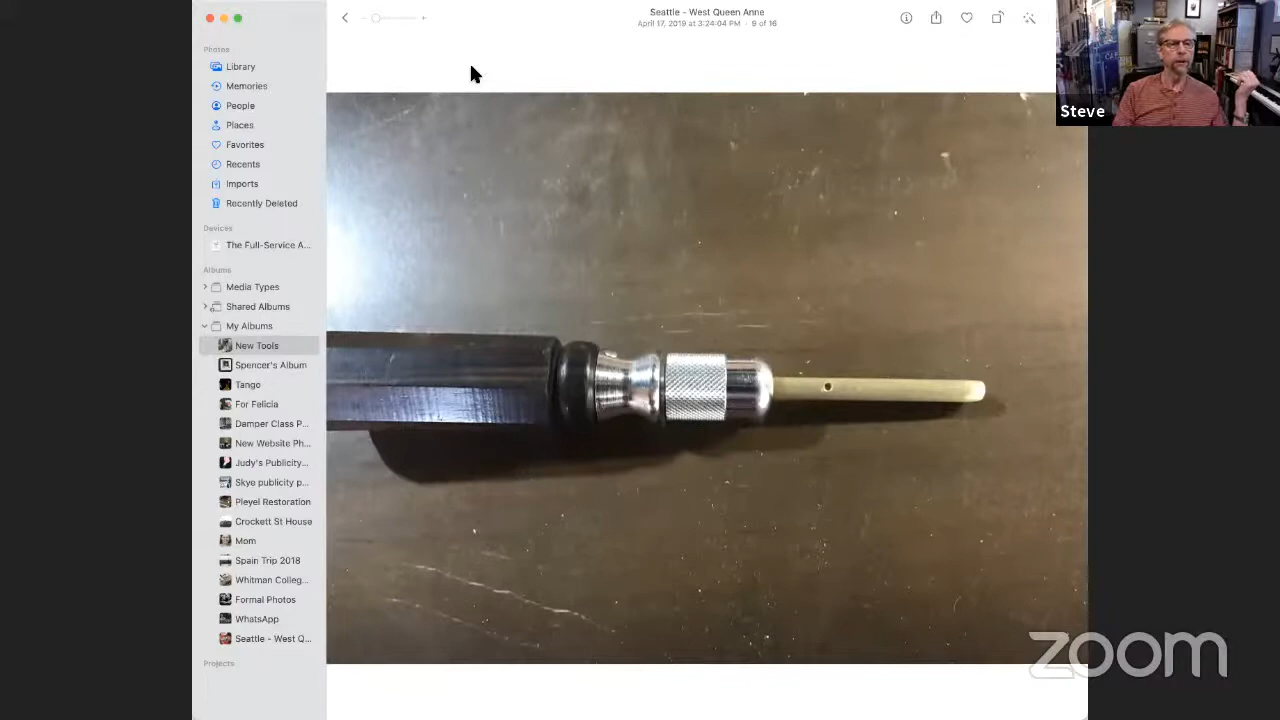 Seattle - West Queen Anne
April 17, 2019 at 3:24:04 PM · 9 of 16
Photos
Library
Memories
People
Places
Favorites
Recents
Imports
Recently Deleted
Devices
The Full-Service A...
Albums
Media Types
Shared Albums
My Albums
New Tools
Spencer's Album
Tango
For Felicia
Damper Class P...
New Website Ph...
Judy's Publicity...
Skye publicity p...
Pleyel Restoration
Crockett St House
Mom
Spain Trip 2018
Whitman Colleg...
Formal Photos
WhatsApp
Seattle - West Q...
Projects
Steve
zoom